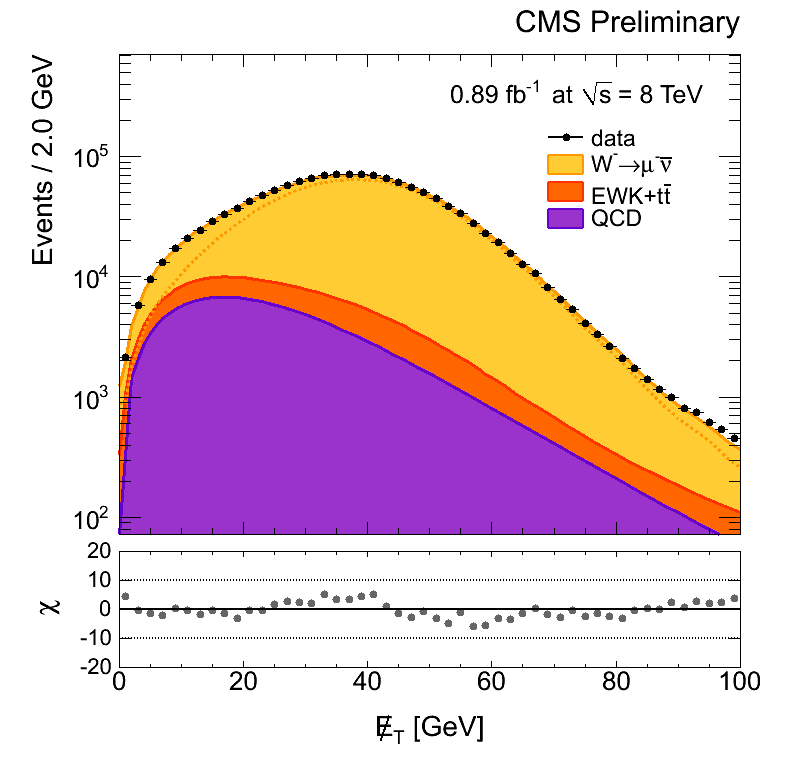 CMS Preliminary
Events / 2.0 GeV
0.89 fb⁻¹ at √s = 8 TeV
data
W⁻→μ⁻ν̅
EWK+tt̅
QCD
10⁵
10⁴
10³
10²
20
10
0
-10
-20
χ
0 20 40 60 80 100
E̸_T [GeV]